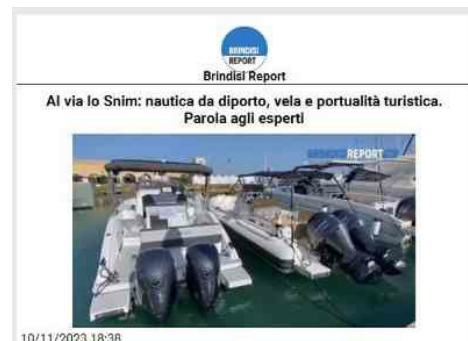 BRINDISI
REPORT
Brindisi Report
Al via lo Snim: nautica da diporto, vela e portualità turistica.
Parola agli esperti
BRINDISI REPORT
10/11/2023 18:38